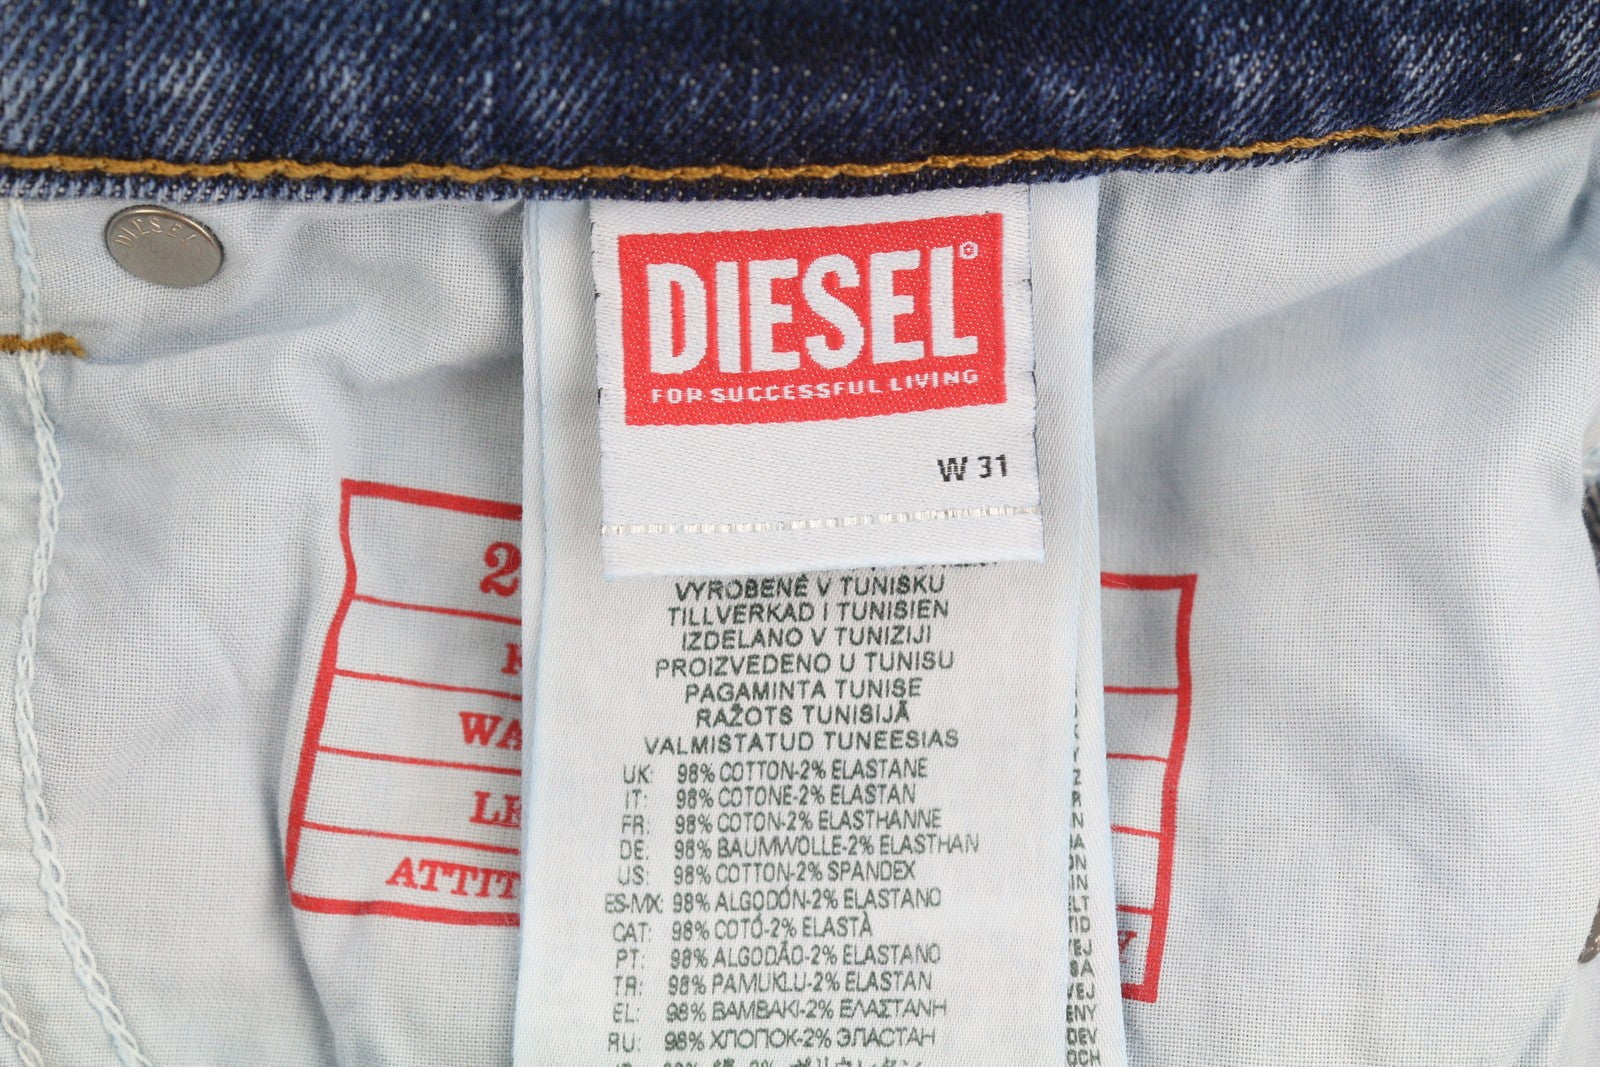 DIESEL
DIESEL®
FOR SUCCESSFUL LIVING
W 31
VYROBENÉ V TUNISKU
TILLVERKAD I TUNISIEN
IZDELANO V TUNIZIJI
PROIZVEDENO U TUNISU
PAGAMINTA TUNISE
RAŽOTS TUNISIJĀ
VALMISTATUD TUNEESIAS
UK: 98% COTTON-2% ELASTANE
IT: 98% COTONE-2% ELASTAN
FR: 98% COTON-2% ELASTHANNE
DE: 98% BAUMWOLLE-2% ELASTHAN
US: 98% COTTON-2% SPANDEX
ES-MX: 98% ALGODÓN-2% ELASTANO
CAT: 98% COTÓ-2% ELASTÀ
PT: 98% ALGODÃO-2% ELASTANO
TR: 98% PAMUKLU-2% ELASTAN
EL: 98% ΒΑΜΒΑΚΙ-2% ΕΛΑΣΤΑΝΗ
RU: 98% ХЛОПОК-2% ЭЛАСТАН
2
WA
LE
ATTIT
Y